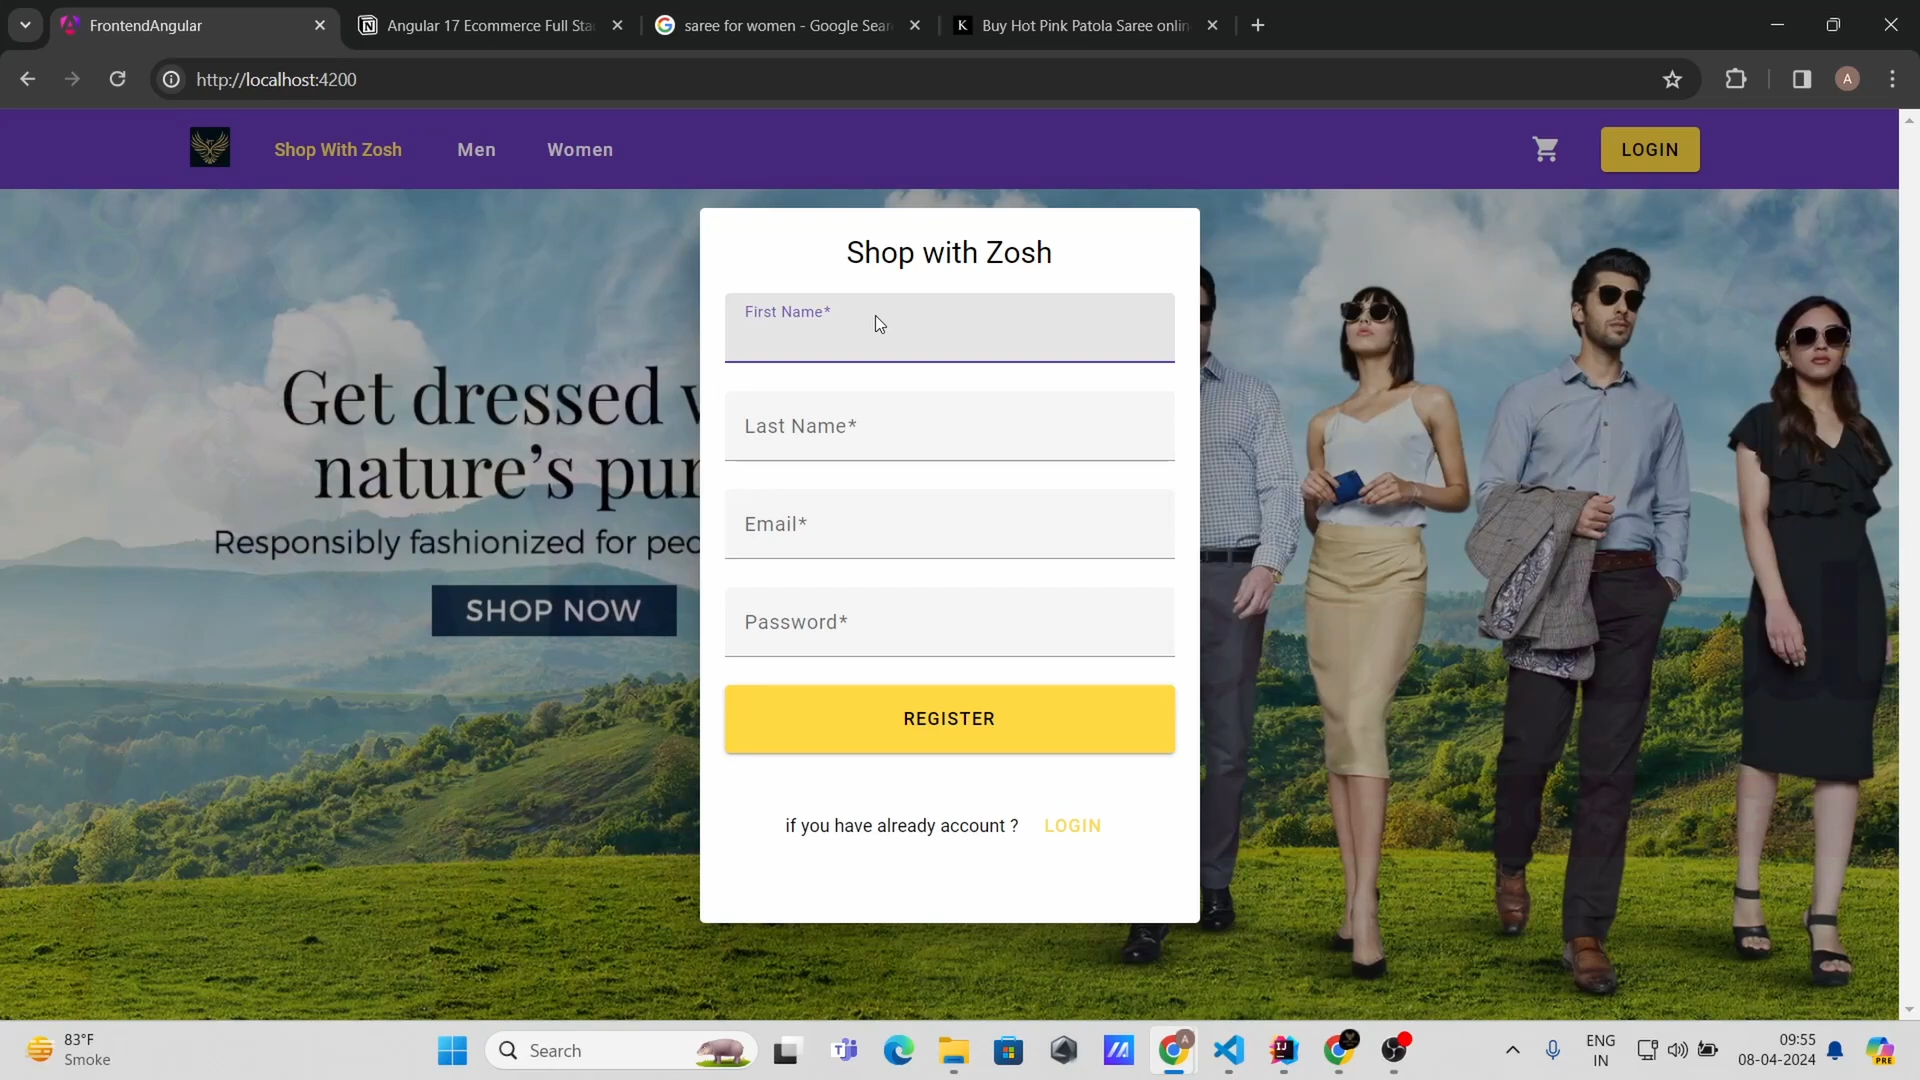 FrontendAngular
Angular 17 Ecommerce Full Sta
saree for women - Google Sear
K
Buy Hot Pink Patola Saree onlin
http://localhost:4200
A
Shop With Zosh
Men
Women
LOGIN
Shop with Zosh
First Name*
Last Name*
Email*
Password*
REGISTER
if you have already account ?
LOGIN
Get dressed
nature's pur
Responsibly fashionized for peo
SHOP NOW
83°F
Smoke
Search
ENG
IN
09:55
08-04-2024
PRE